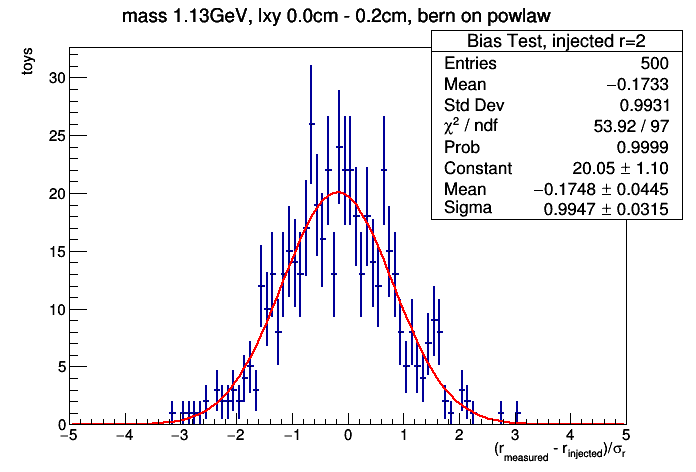 mass 1.13GeV, lxy 0.0cm - 0.2cm, bern on powlaw
toys
Bias Test, injected r=2
Entries 500
Mean −0.1733
Std Dev 0.9931
χ² / ndf 53.92 / 97
Prob 0.9999
Constant 20.05 ± 1.10
Mean −0.1748 ± 0.0445
Sigma 0.9947 ± 0.0315
30
25
20
15
10
5
0
−5 −4 −3 −2 −1 0 1 2 3 4 5
(r_measured - r_injected)/σ_r